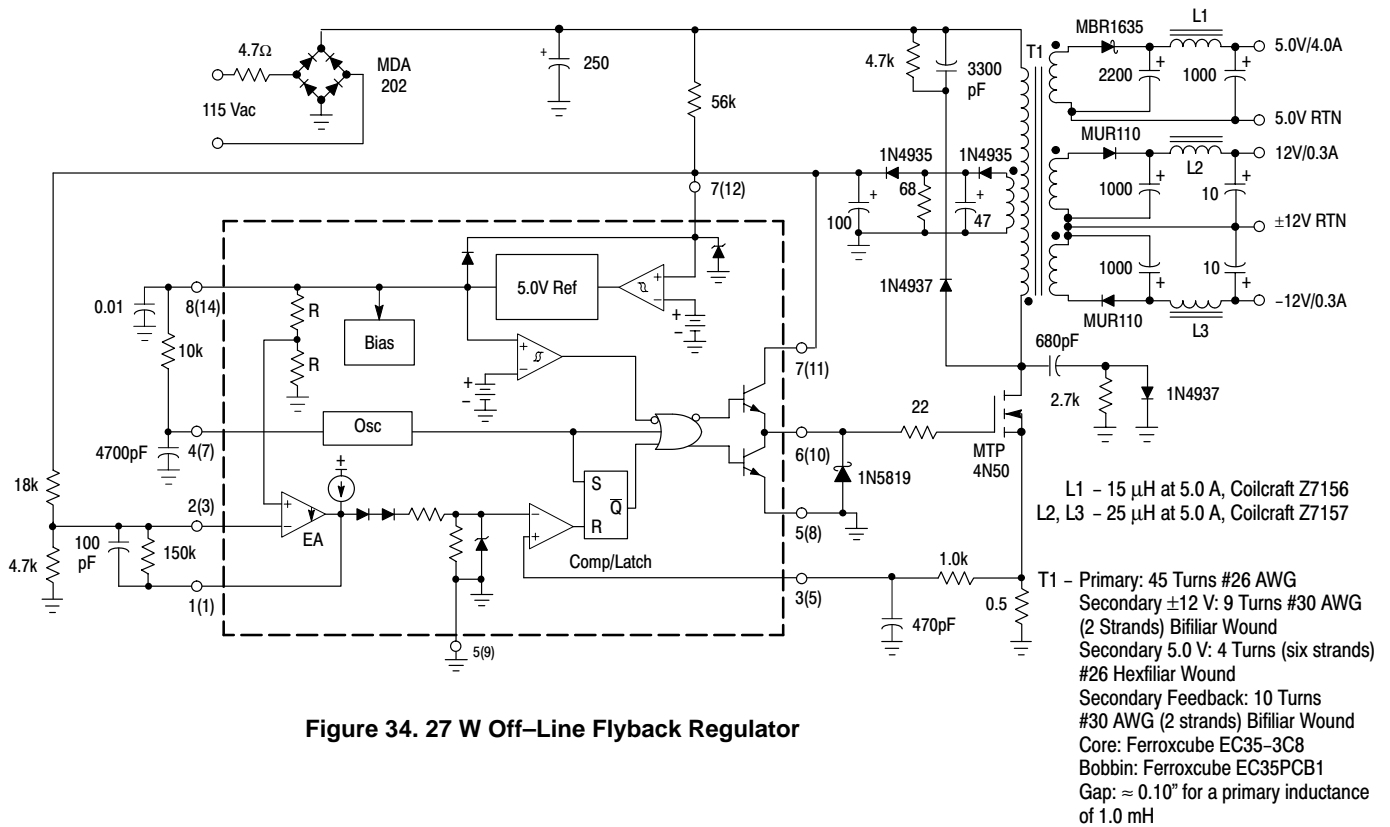 4.7Ω
MDA
202
115 Vac
+
250
56k
4.7k
3300
pF
T1
MBR1635
L1
+
2200
+
1000
5.0V/4.0A
5.0V RTN
MUR110
L2
12V/0.3A
1000
+
10
+
±12V RTN
1000
+
10
+
–12V/0.3A
MUR110
L3
1N4935
1N4935
68
+
100
+
47
7(12)
1N4937
680pF
2.7k
1N4937
0.01
8(14)
R
R
Bias
5.0V Ref
+
–
+
–
10k
+
–
+
–
7(11)
Osc
4700pF
4(7)
22
6(10)
MTP
4N50
1N5819
18k
+
S
Q
R
2(3)
+
–
EA
–
+
Comp/Latch
5(8)
100
pF
150k
4.7k
1(1)
3(5)
1.0k
0.5
470pF
5(9)
L1 – 15 μH at 5.0 A, Coilcraft Z7156
L2, L3 – 25 μH at 5.0 A, Coilcraft Z7157
T1 – Primary: 45 Turns #26 AWG
Secondary ±12 V: 9 Turns #30 AWG
(2 Strands) Bifiliar Wound
Secondary 5.0 V: 4 Turns (six strands)
#26 Hexfiliar Wound
Secondary Feedback: 10 Turns
#30 AWG (2 strands) Bifiliar Wound
Core: Ferroxcube EC35–3C8
Bobbin: Ferroxcube EC35PCB1
Gap: ≈ 0.10” for a primary inductance
of 1.0 mH
Figure 34. 27 W Off–Line Flyback Regulator